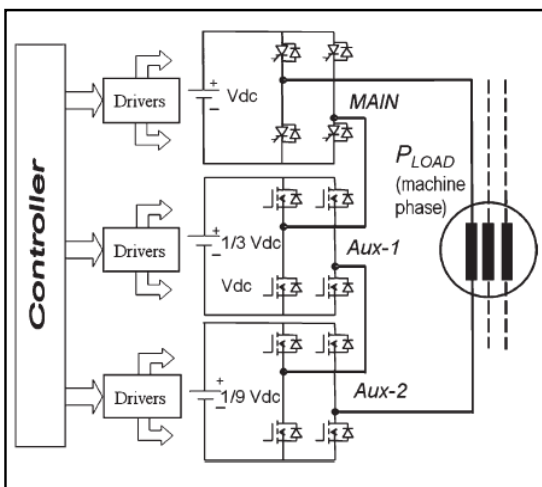 Controller
Drivers
+
Vdc
−
MAIN
P_LOAD
(machine
phase)
Drivers
+
1/3 Vdc
−
Vdc
Aux-1
Drivers
+
1/9 Vdc
−
Aux-2